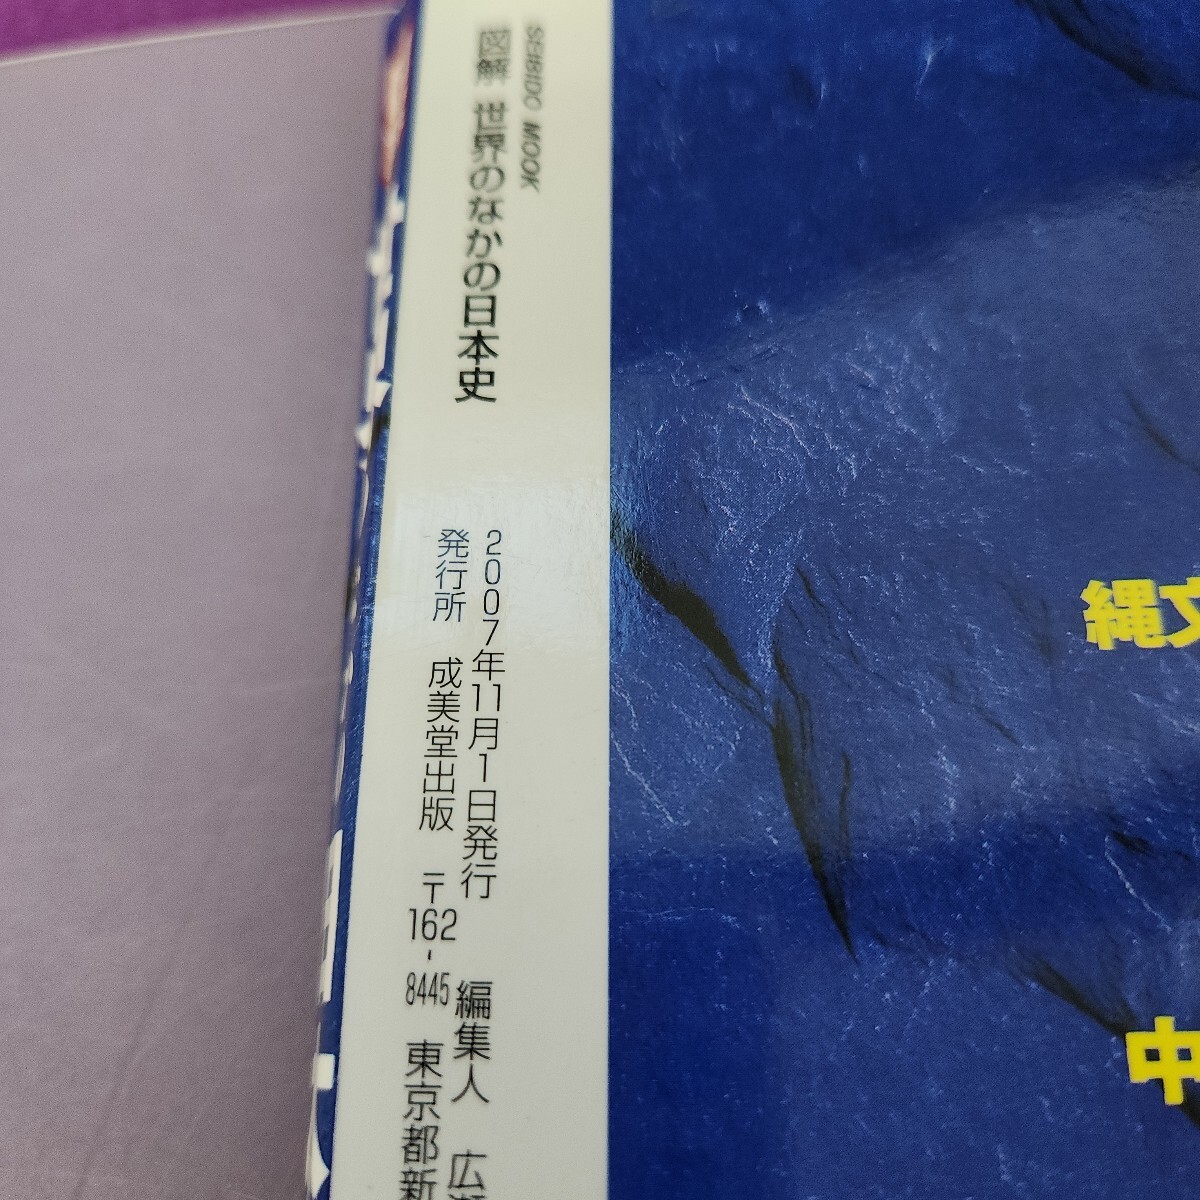 SEIBIDO MOOK
図解 世界のなかの日本史
2007年11月1日発行 編集人 広
発行所 成美堂出版 〒162-8445 東京都新
縄文
中